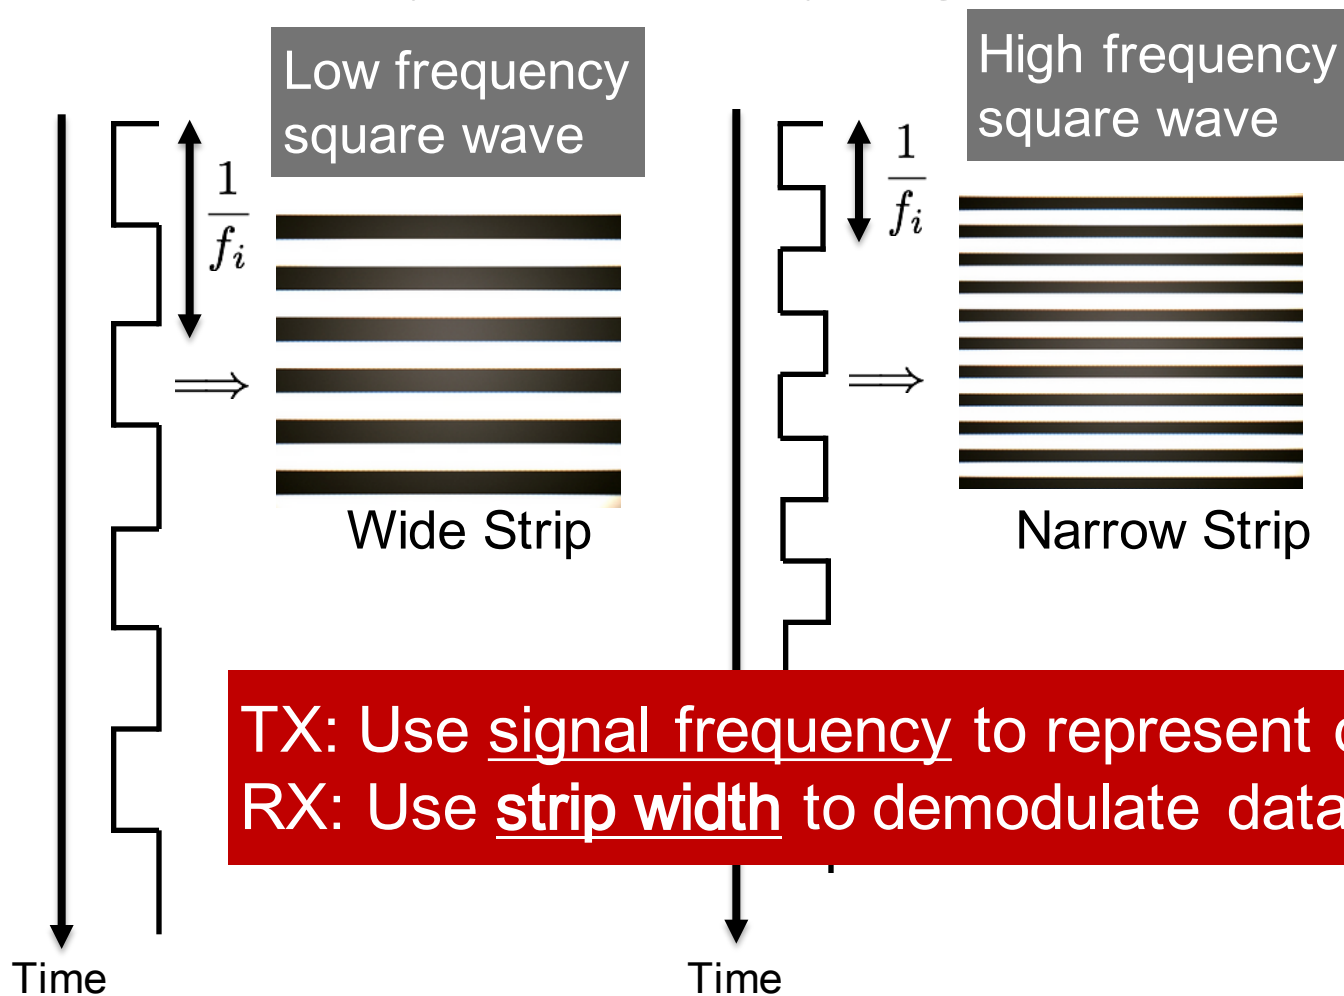 Low frequency
square wave
High frequency
square wave
1
f_i
1
f_i
Wide Strip
Narrow Strip
TX: Use signal frequency to represent
RX: Use strip width to demodulate data
Time
Time